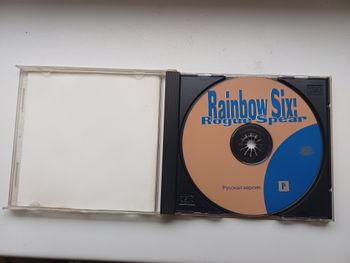 Rainbow Six:
Rogue Spear
Русская версия
P